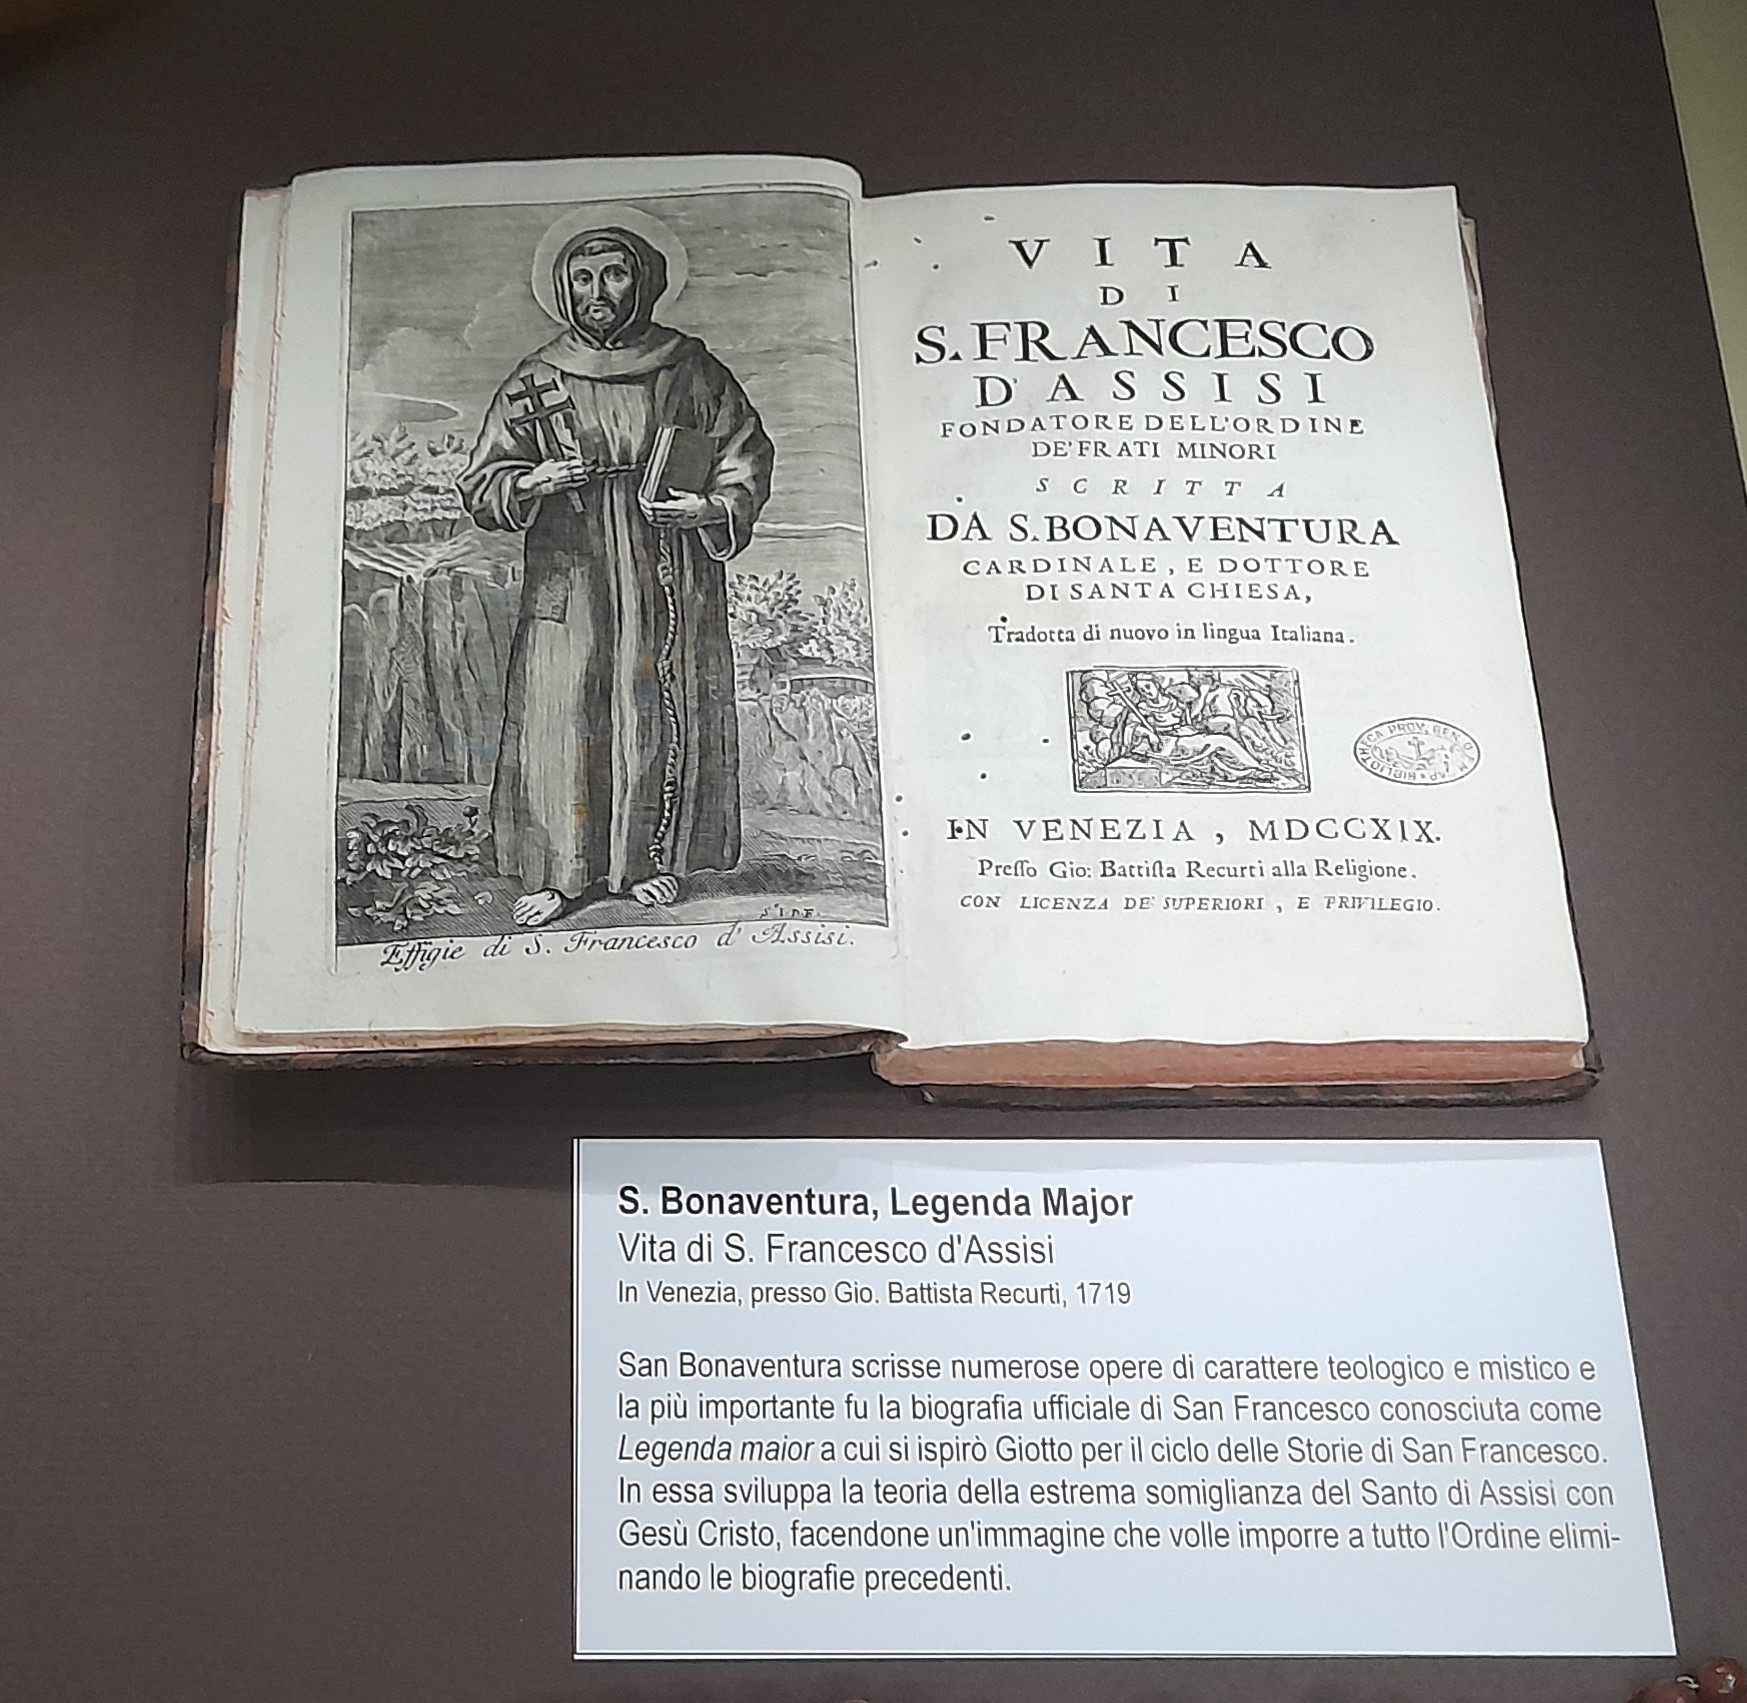 Effigie di S. Francesco d' Assisi.
VITA
DI
S. FRANCESCO
D'ASSISI
FONDATORE DELL'ORDINE
DE' FRATI MINORI
SCRITTA
DA S. BONAVENTURA
CARDINALE, E DOTTORE
DI SANTA CHIESA,
Tradotta di nuovo in lingua Italiana.
IN VENEZIA, MDCCXIX.
Preſſo Gio: Battiſta Recurti alla Religione.
CON LICENZA DE' SUPERIORI, E PRIVILEGIO.
S. Bonaventura, Legenda Major
Vita di S. Francesco d'Assisi
In Venezia, presso Gio. Battista Recurti, 1719
San Bonaventura scrisse numerose opere di carattere teologico e mistico e
la più importante fu la biografia ufficiale di San Francesco conosciuta come
Legenda maior a cui si ispirò Giotto per il ciclo delle Storie di San Francesco.
In essa sviluppa la teoria della estrema somiglianza del Santo di Assisi con
Gesù Cristo, facendone un'immagine che volle imporre a tutto l'Ordine elimi-
nando le biografie precedenti.